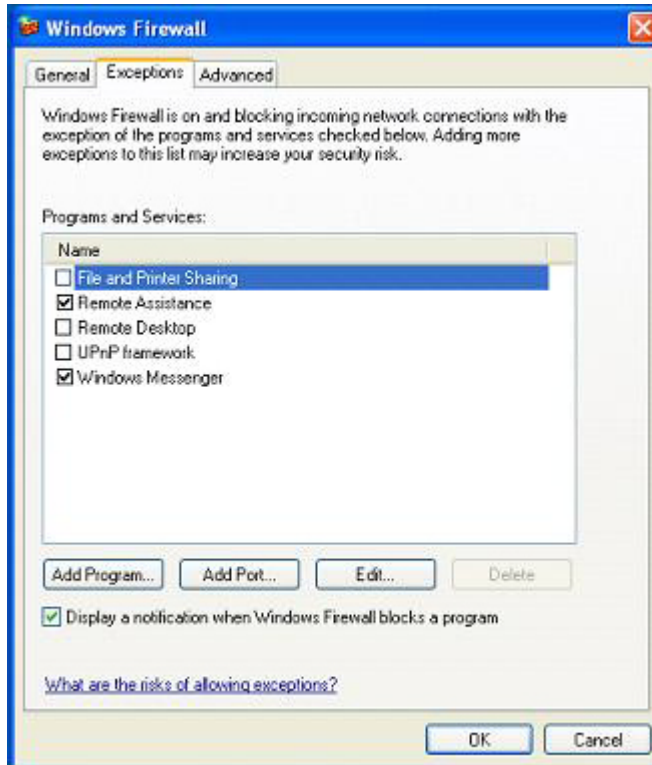 Windows Firewall
General Exceptions Advanced
Windows Firewall is on and blocking incoming network connections with the
exception of the programs and services checked below. Adding more
exceptions to this list may increase your security risk.
Programs and Services:
Name
File and Printer Sharing
Remote Assistance
Remote Desktop
UPnP framework
Windows Messenger
Add Program... Add Port... Edit... Delete
Display a notification when Windows Firewall blocks a program
What are the risks of allowing exceptions?
OK Cancel